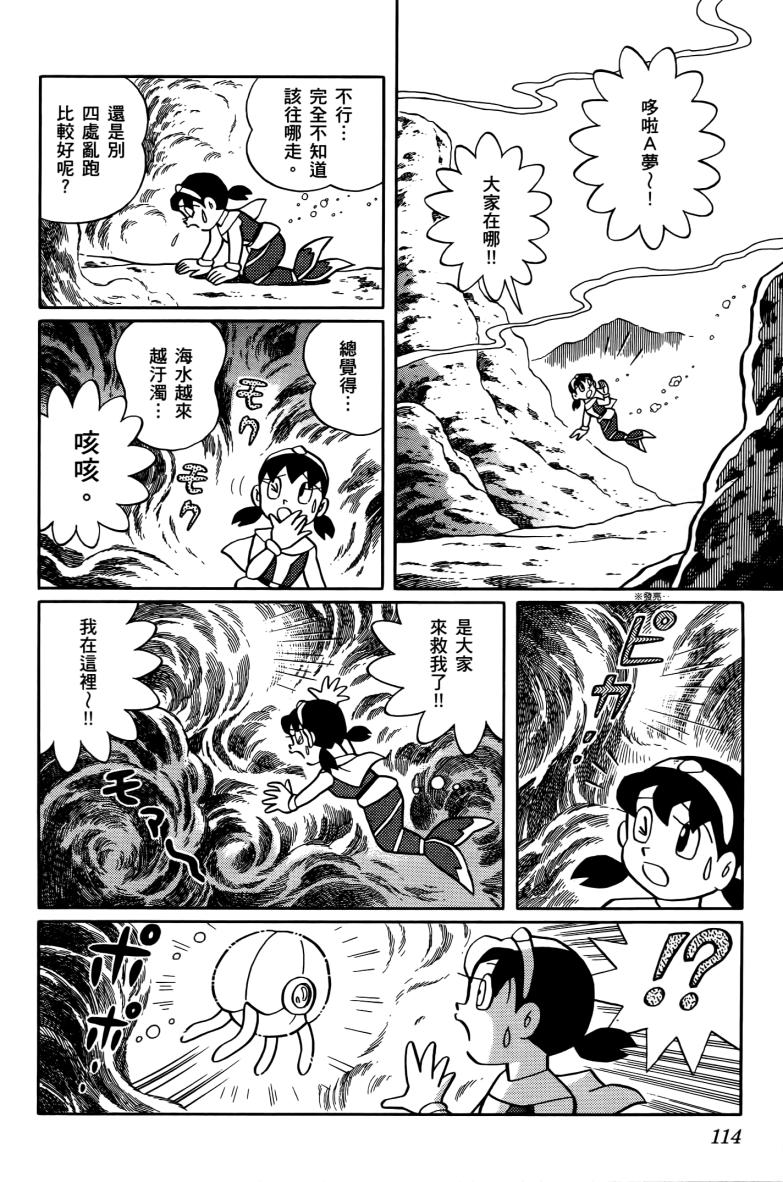 哆啦Ａ夢～！
大家在哪!!
不行…
完全不知道
該往哪走。
還是別
四處亂跑
比較好呢？
總覺得…
海水越來
越汙濁…
モク
モク
咳咳。
※發亮‥
ピカッ‥
是大家
來救我了!!
我在這裡～!!
モァ～
!?
ポポ
114